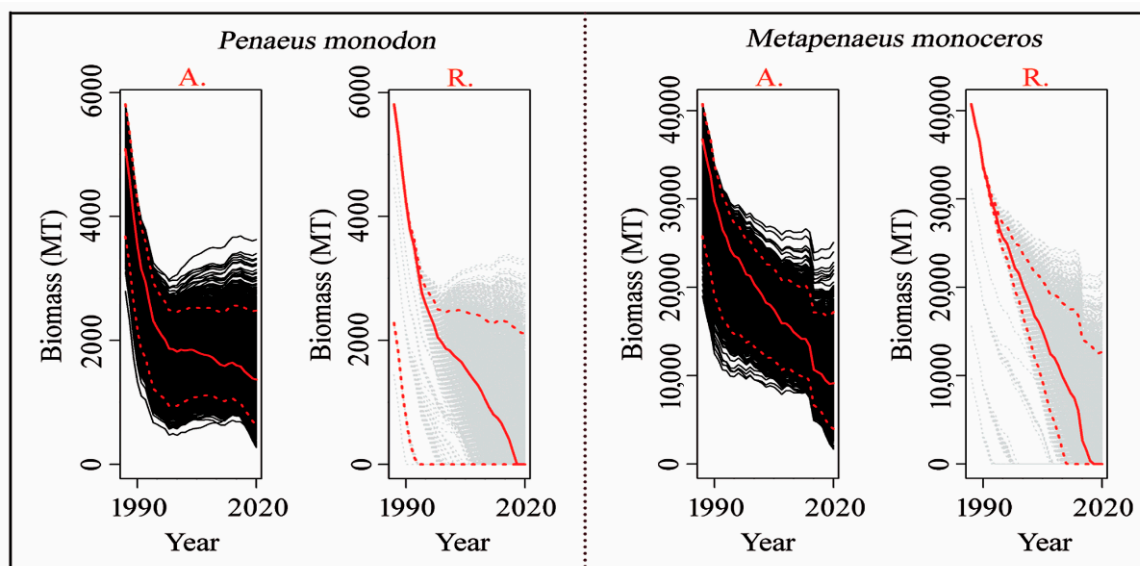 Penaeus monodon
A.
R.
Biomass (MT)
6000
4000
2000
0
1990
2020
Year
Biomass (MT)
6000
4000
2000
0
1990
2020
Year
Metapenaeus monoceros
A.
R.
Biomass (MT)
40,000
30,000
20,000
10,000
0
1990
2020
Year
Biomass (MT)
40,000
30,000
20,000
10,000
0
1990
2020
Year